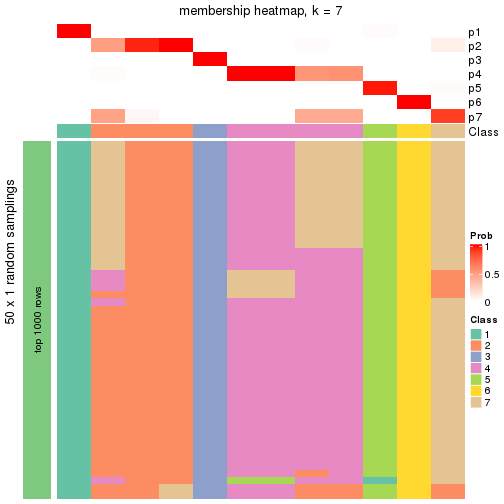 membership heatmap, k = 7
p1
p2
p3
p4
p5
p6
p7
Class
50 x 1 random samplings
top 1000 rows
Prob
1
0.5
0
Class
1
2
3
4
5
6
7